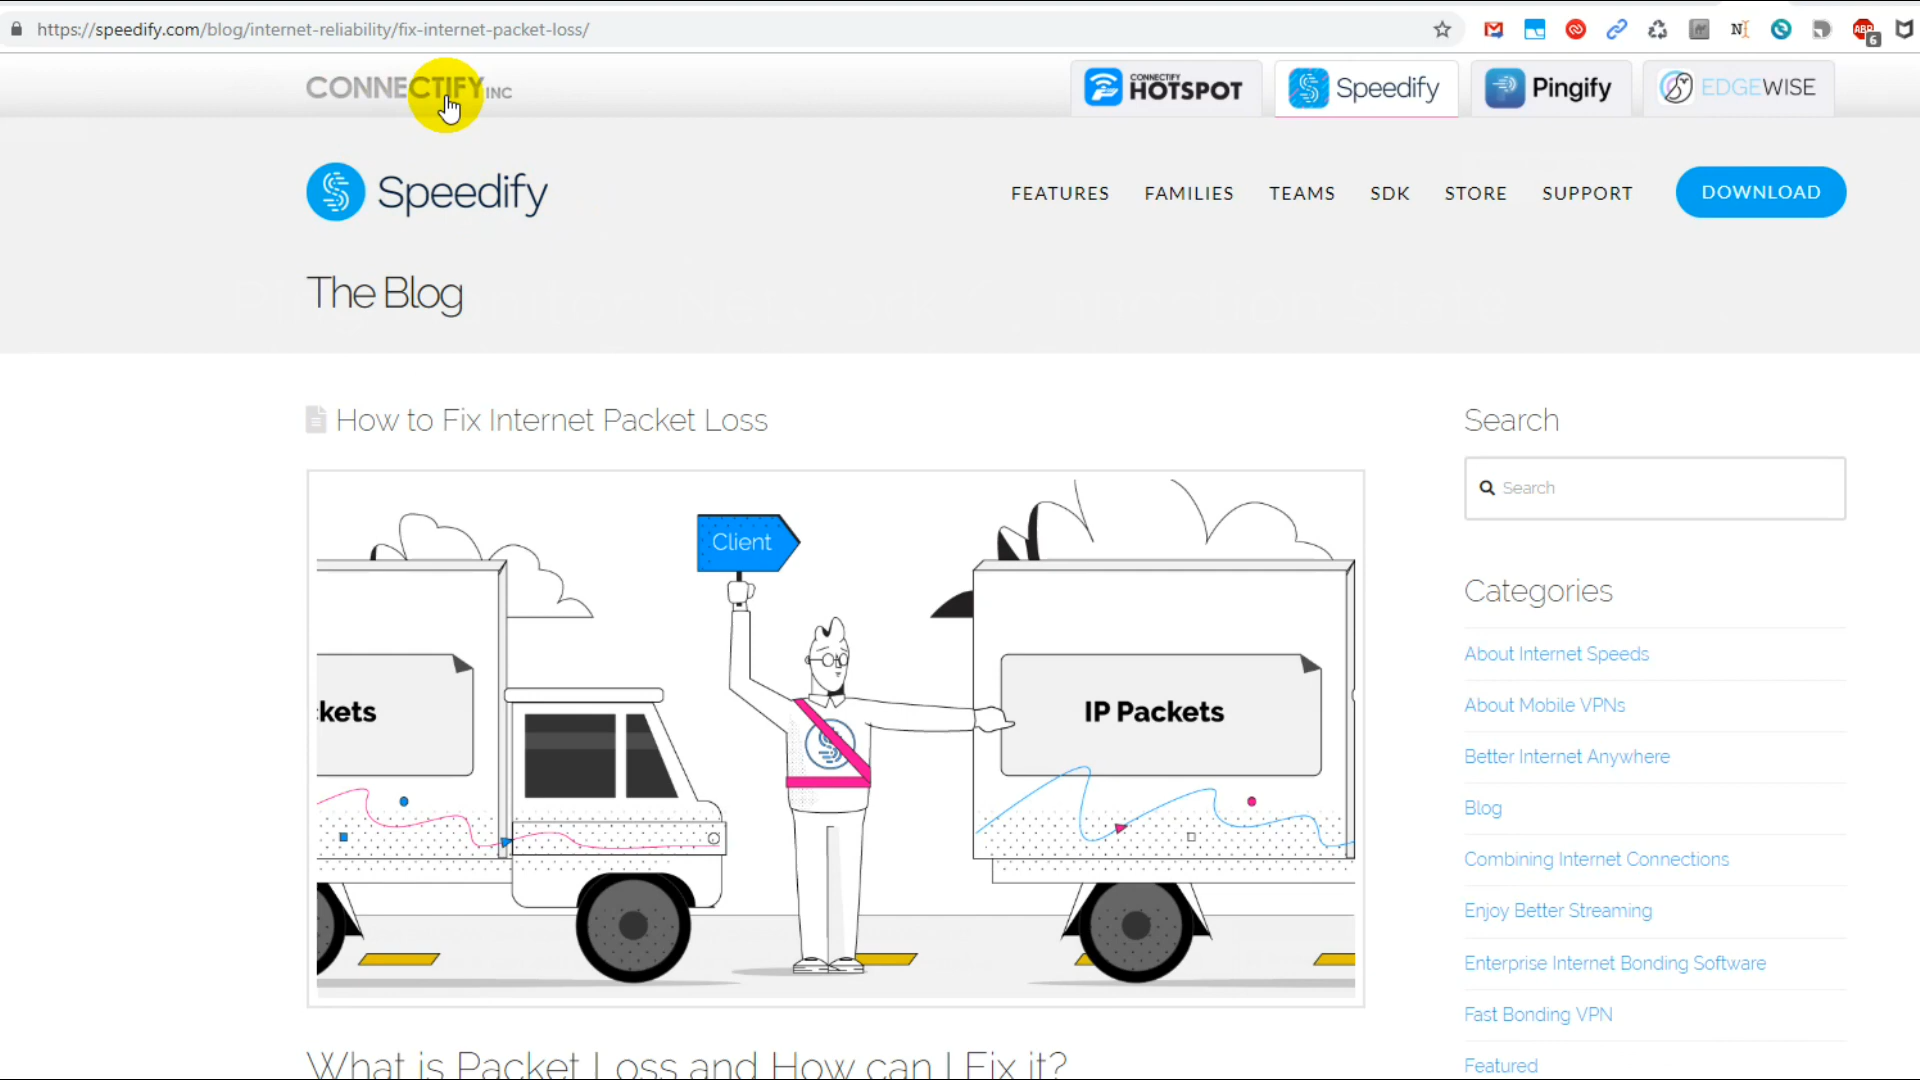 https://speedify.com/blog/internet-reliability/fix-internet-packet-loss/
ABP
6
CONNECTIFY INC
CONNECTIFY
HOTSPOT
Speedify
Pingify
EDGEWISE
Speedify
FEATURES
FAMILIES
TEAMS
SDK
STORE
SUPPORT
DOWNLOAD
The Blog
How to Fix Internet Packet Loss
Client
kets
IP Packets
What is Packet Loss and How can I Fix it?
Search
Search
Categories
About Internet Speeds
About Mobile VPNs
Better Internet Anywhere
Blog
Combining Internet Connections
Enjoy Better Streaming
Enterprise Internet Bonding Software
Fast Bonding VPN
Featured